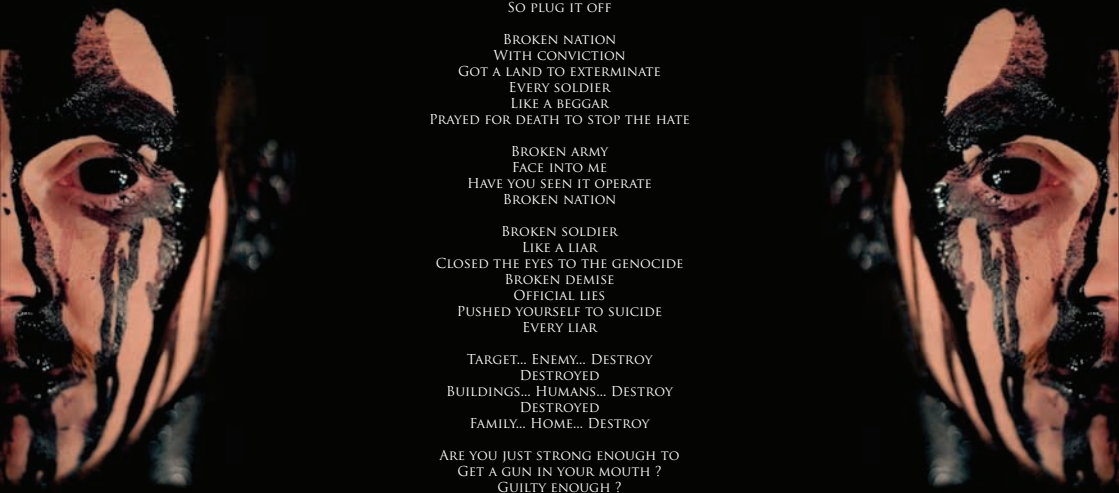 So plug it off
Broken nation
With conviction
Got a land to exterminate
Every soldier
Like a beggar
Prayed for death to stop the hate
Broken army
Face into me
Have you seen it operate
Broken nation
Broken soldier
Like a liar
Closed the eyes to the genocide
Broken demise
Official lies
Pushed yourself to suicide
Every liar
Target... Enemy... Destroy
Destroyed
Buildings... Humans... Destroy
Destroyed
Family... Home... Destroy
Are you just strong enough to
Get a gun in your mouth ?
Guilty enough ?